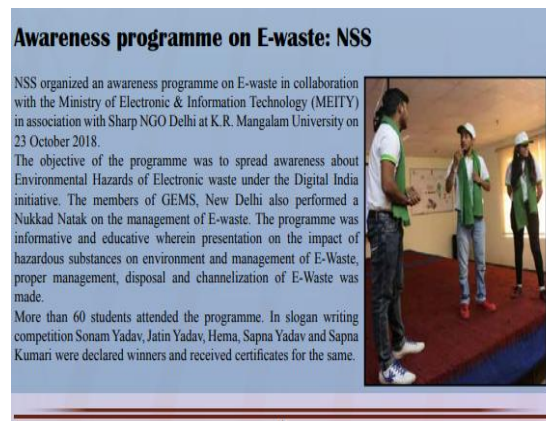 Awareness programme on E-waste: NSS
NSS organized an awareness programme on E-waste in collaboration
with the Ministry of Electronic & Information Technology (MEITY)
in association with Sharp NGO Delhi at K.R. Mangalam University on
23 October 2018.
The objective of the programme was to spread awareness about
Environmental Hazards of Electronic waste under the Digital India
initiative. The members of GEMS, New Delhi also performed a
Nukkad Natak on the management of E-waste. The programme was
informative and educative wherein presentation on the impact of
hazardous substances on environment and management of E-Waste,
proper management, disposal and channelization of E-Waste was
made.
More than 60 students attended the programme. In slogan writing
competition Sonam Yadav, Jatin Yadav, Hema, Sapna Yadav and Sapna
Kumari were declared winners and received certificates for the same.